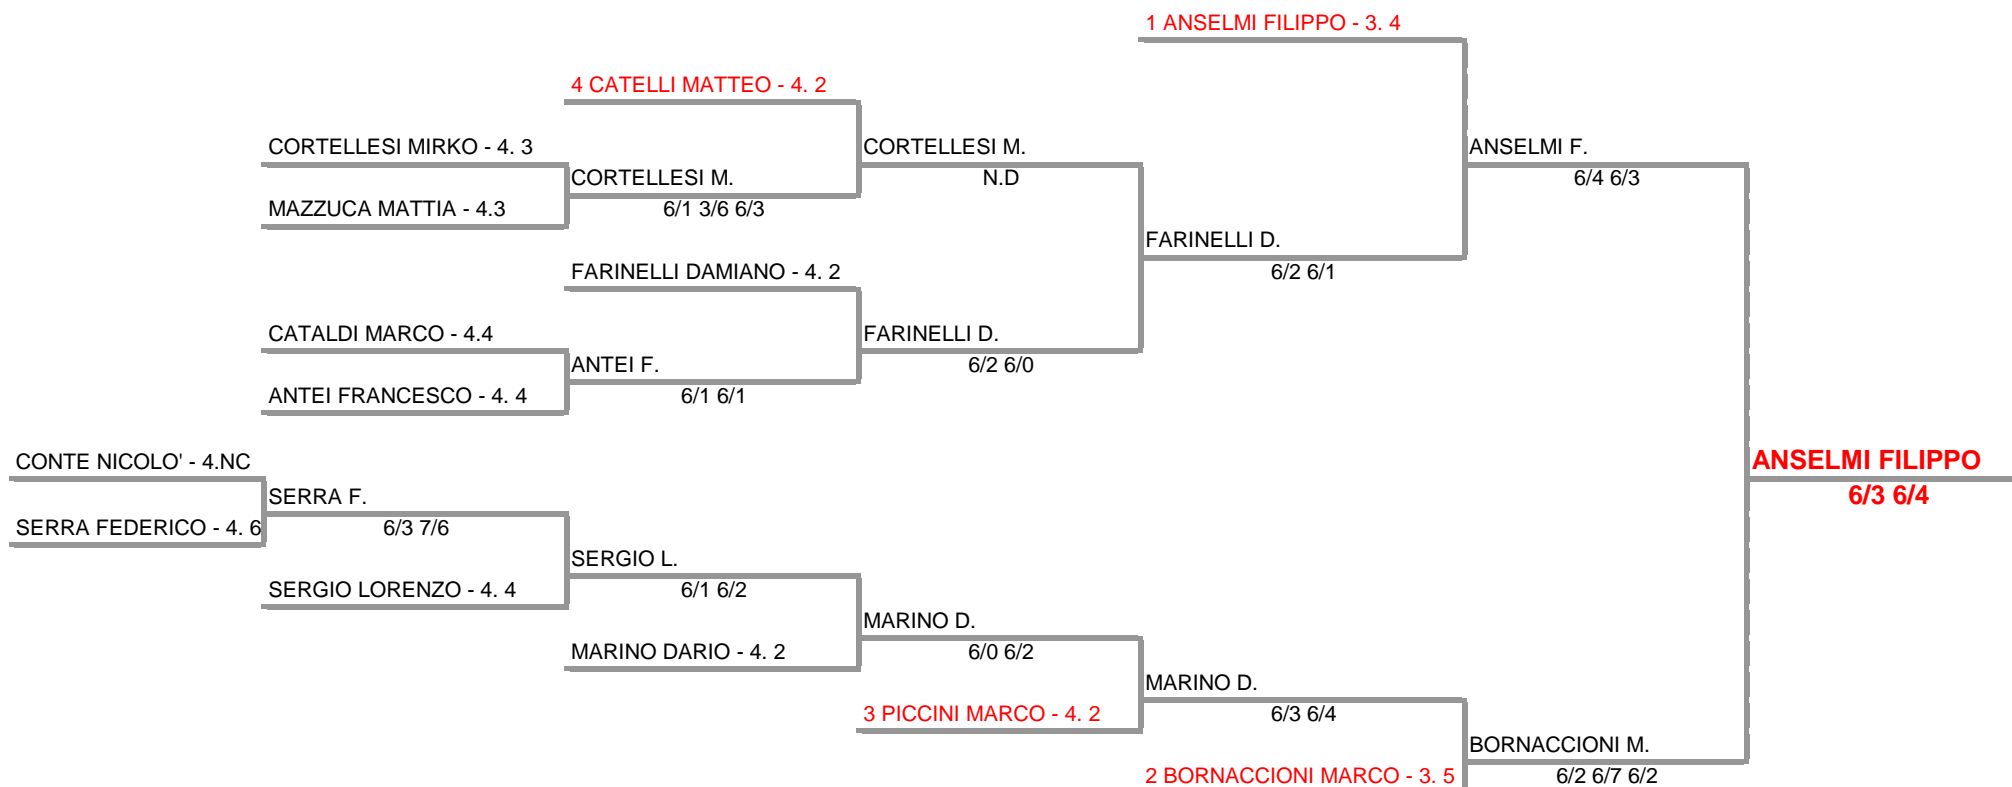 1 ANSELMI FILIPPO - 3. 4
4 CATELLI MATTEO - 4. 2
CORTELLESI MIRKO - 4. 3
CORTELLESI M.
ANSELMI F.
CORTELLESI M.
N.D
6/4 6/3
MAZZUCA MATTIA - 4.3
6/1 3/6 6/3
FARINELLI D.
FARINELLI DAMIANO - 4. 2
6/2 6/1
CATALDI MARCO - 4.4
FARINELLI D.
ANTEI F.
6/2 6/0
ANTEI FRANCESCO - 4. 4
6/1 6/1
CONTE NICOLO' - 4.NC
ANSELMI FILIPPO
SERRA F.
6/3 6/4
SERRA FEDERICO - 4. 6
6/3 7/6
SERGIO L.
SERGIO LORENZO - 4. 4
6/1 6/2
MARINO D.
MARINO DARIO - 4. 2
6/0 6/2
MARINO D.
3 PICCINI MARCO - 4. 2
6/3 6/4
BORNACCIONI M.
2 BORNACCIONI MARCO - 3. 5
6/2 6/7 6/2